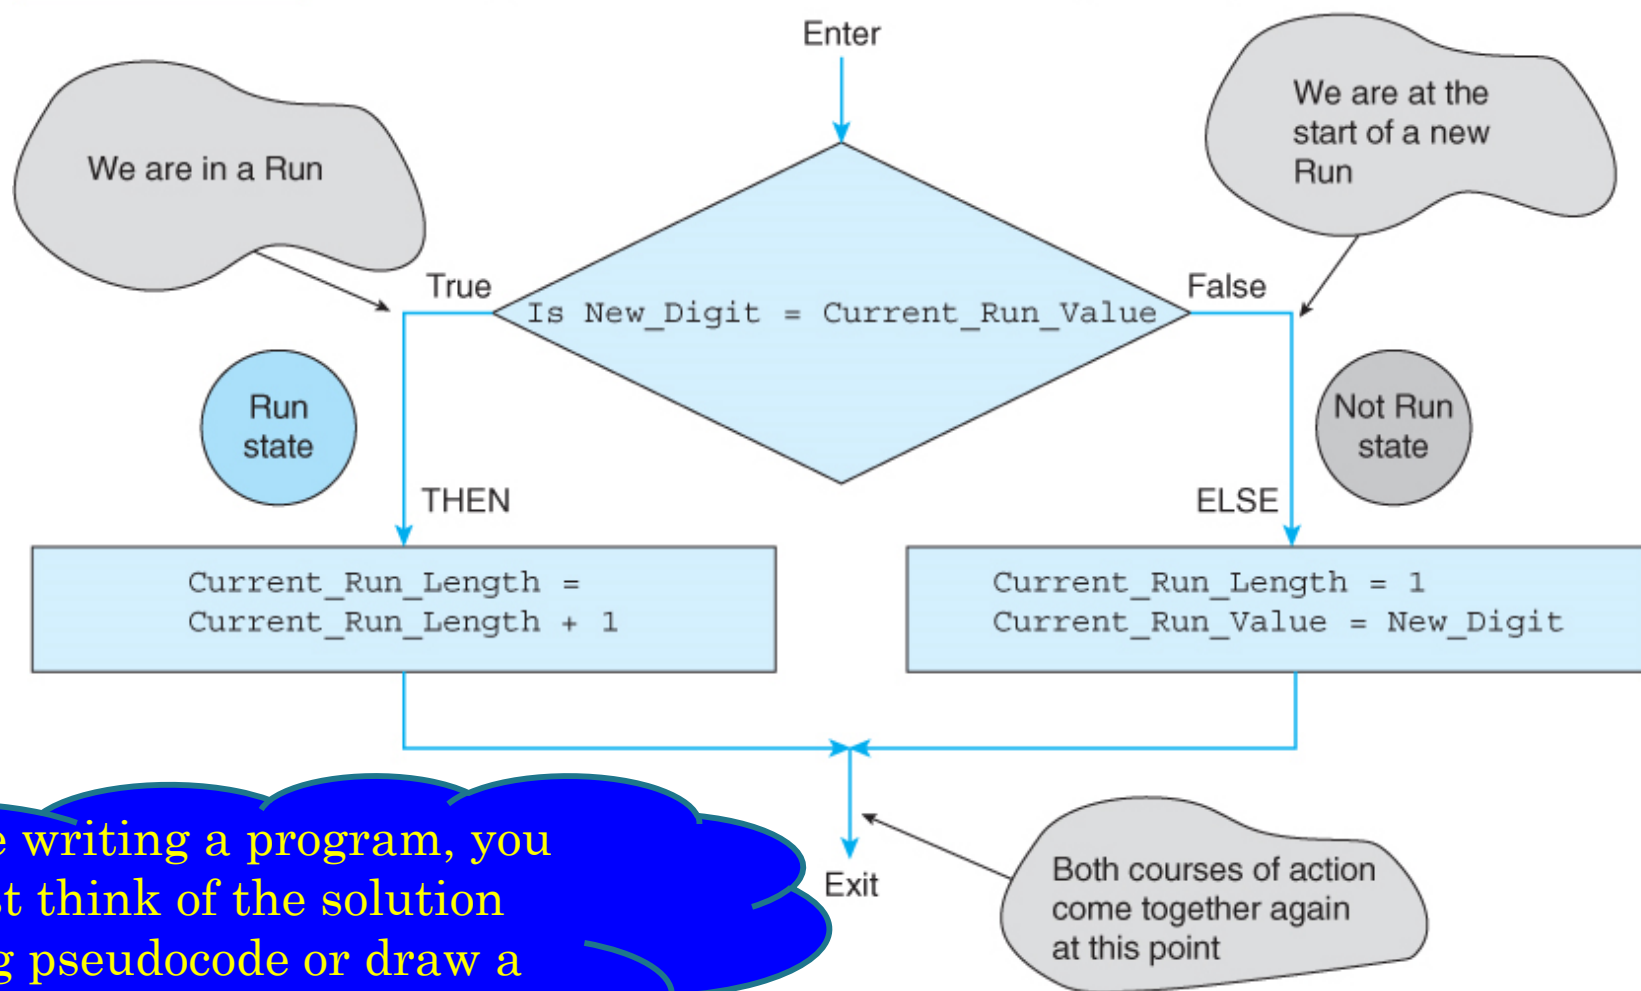 Enter
We are in a Run
We are at the
start of a new
Run
True
Is New_Digit = Current_Run_Value
False
Run
state
Not Run
state
THEN
ELSE
Current_Run_Length =
Current_Run_Length + 1
Current_Run_Length = 1
Current_Run_Value = New_Digit
Exit
Both courses of action
come together again
at this point
writing a program, you
think of the solution
pseudocode or draw a